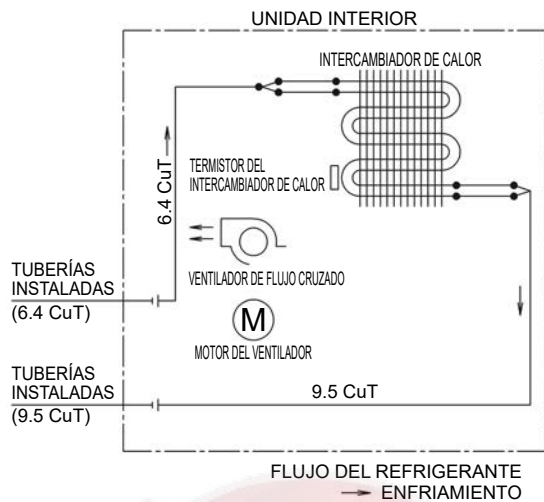 UNIDAD INTERIOR
INTERCAMBIADOR DE CALOR
TERMISTOR DEL
INTERCAMBIADOR DE CALOR
6.4 CuT
VENTILADOR DE FLUJO CRUZADO
TUBERÍAS
INSTALADAS
(6.4 CuT)
M
MOTOR DEL VENTILADOR
TUBERÍAS
INSTALADAS
(9.5 CuT)
9.5 CuT
FLUJO DEL REFRIGERANTE
ENFRIAMIENTO